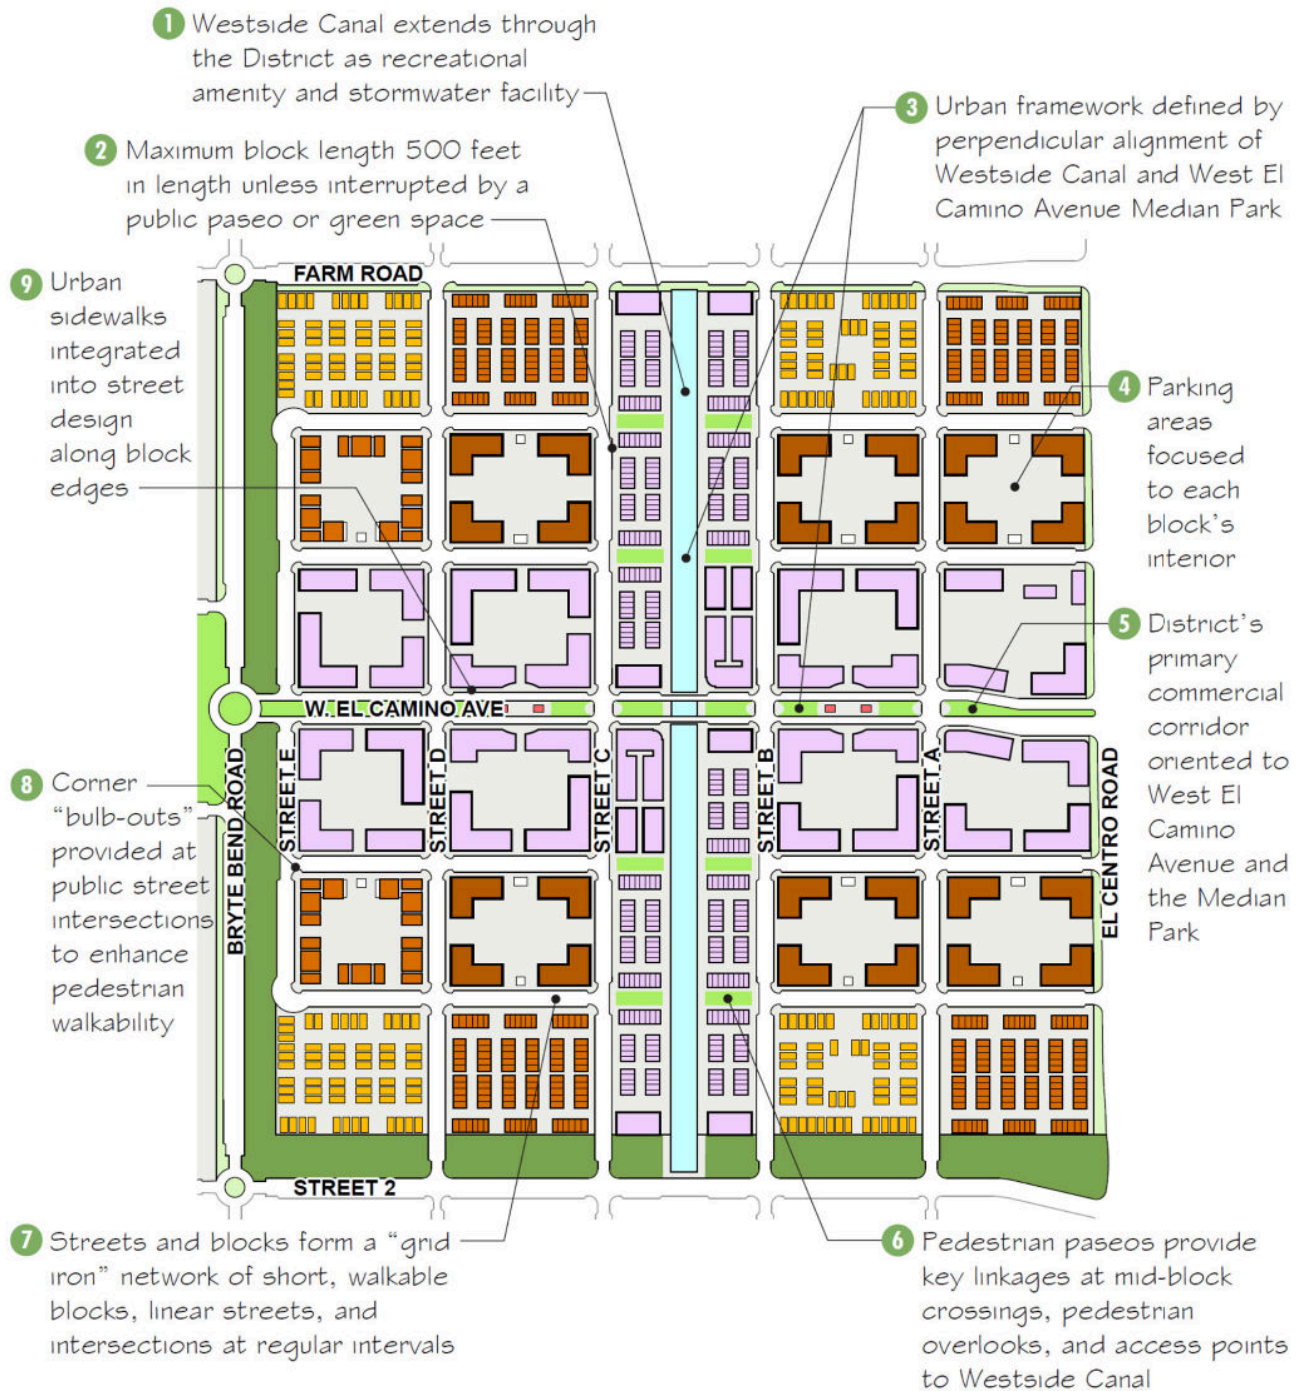 1 Westside Canal extends through
the District as recreational
amenity and stormwater facility
2 Maximum block length 500 feet
in length unless interrupted by a
public paseo or green space
3 Urban framework defined by
perpendicular alignment of
Westside Canal and West El
Camino Avenue Median Park
9 Urban
sidewalks
integrated
into street
design
along block
edges
FARM ROAD
4 Parking
areas
focused
to each
block's
interior
5 District's
primary
commercial
corridor
oriented to
West El
Camino
Avenue and
the Median
Park
W. EL CAMINO AVE
BRYTE BEND ROAD
STREET E
STREET D
STREET C
STREET B
STREET A
EL CENTRO ROAD
8 Corner
“bulb-outs”
provided at
public street
intersections
to enhance
pedestrian
walkability
STREET 2
7 Streets and blocks form a “grid
iron” network of short, walkable
blocks, linear streets, and
intersections at regular intervals
6 Pedestrian paseos provide
key linkages at mid-block
crossings, pedestrian
overlooks, and access points
to Westside Canal